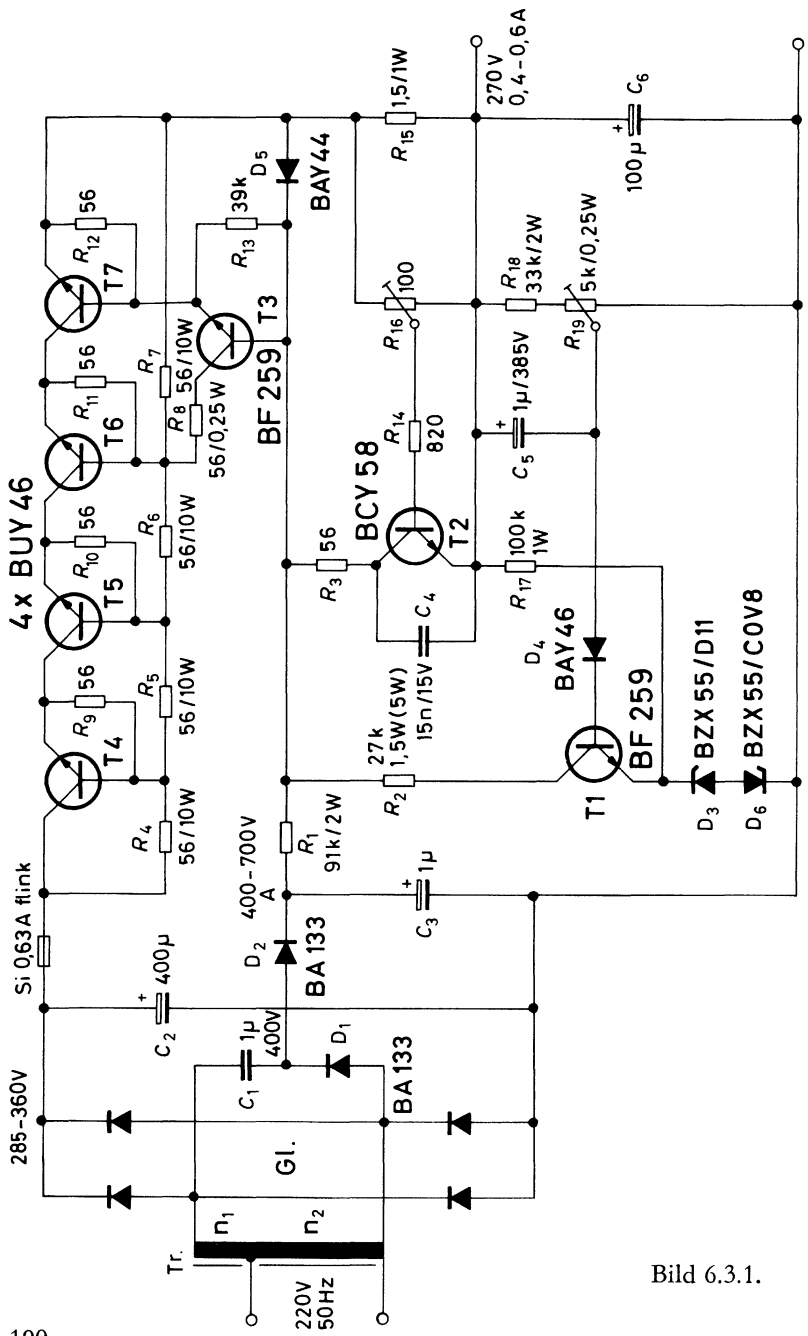 4x BUY 46
Si 0,63A flink
285–360V
T4
T5
T6
T7
R9
56
R10
56
R11
56
R12
56
R4
56/10W
R5
56/10W
R6
56/10W
R7
56/10W
R8
56/0,25W
T3
BF 259
R13
39k
D5
BAY44
C2
400µ
+
Tr.
n1
n2
220V
50Hz
Gl.
C1
1µ
400V
D1
BA 133
D2
BA 133
400–700V
A
C3
1µ
+
R1
91k/2W
R2
27k
1,5W(5W)
R3
56
C4
15n/15V
BCY 58
T2
R14
820
R16
100
R15
1,5/1W
270V
0,4–0,6A
R17
100k
1W
C5
1µ/385V
+
R18
33k/2W
R19
5k/0,25W
100µ
+
C6
D4
BAY46
T1
BF 259
D3
BZX 55/D11
D6
BZX 55/C0V8
Bild 6.3.1.